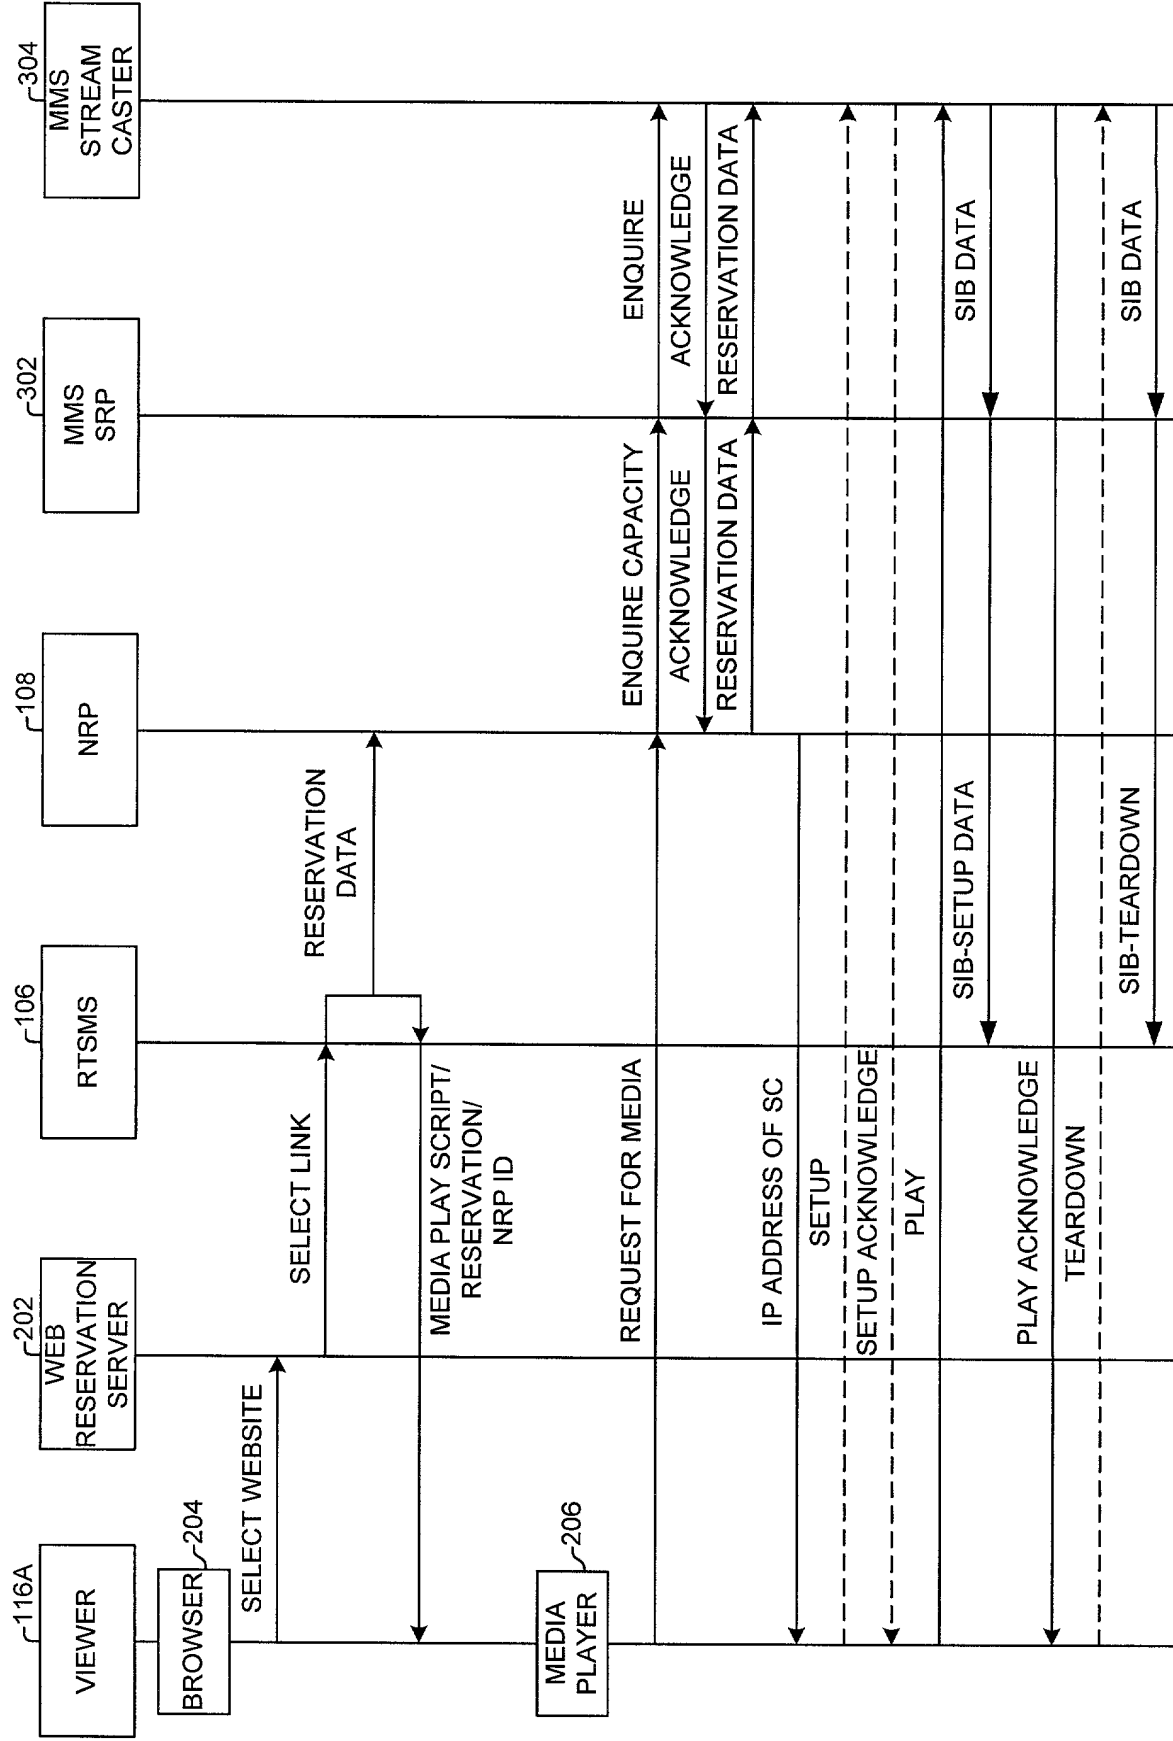 116A
VIEWER
202
WEB
RESERVATION
SERVER
106
RTSMS
108
NRP
302
MMS
SRP
304
MMS
STREAM
CASTER
BROWSER
204
SELECT WEBSITE
SELECT LINK
RESERVATION
DATA
MEDIA PLAY SCRIPT/
RESERVATION/
NRP ID
MEDIA
PLAYER
206
REQUEST FOR MEDIA
ENQUIRE CAPACITY
ENQUIRE
ACKNOWLEDGE
ACKNOWLEDGE
RESERVATION DATA
RESERVATION DATA
IP ADDRESS OF SC
SETUP
SETUP ACKNOWLEDGE
PLAY
SIB-SETUP DATA
SIB DATA
PLAY ACKNOWLEDGE
TEARDOWN
SIB-TEARDOWN
SIB DATA